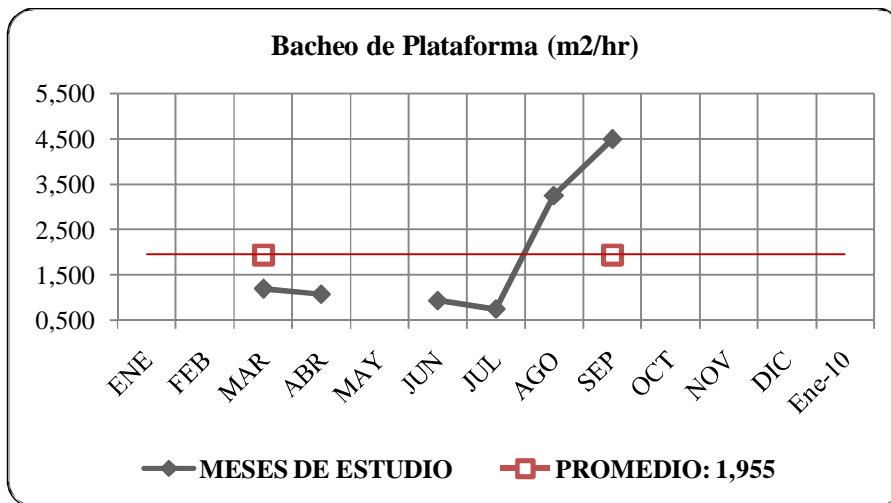 Bacheo de Plataforma (m2/hr)
5,500
4,500
3,500
2,500
1,500
0,500
ENE FEB MAR ABR MAY JUN JUL AGO SEP OCT NOV DIC Ene-10
MESES DE ESTUDIO PROMEDIO: 1,955